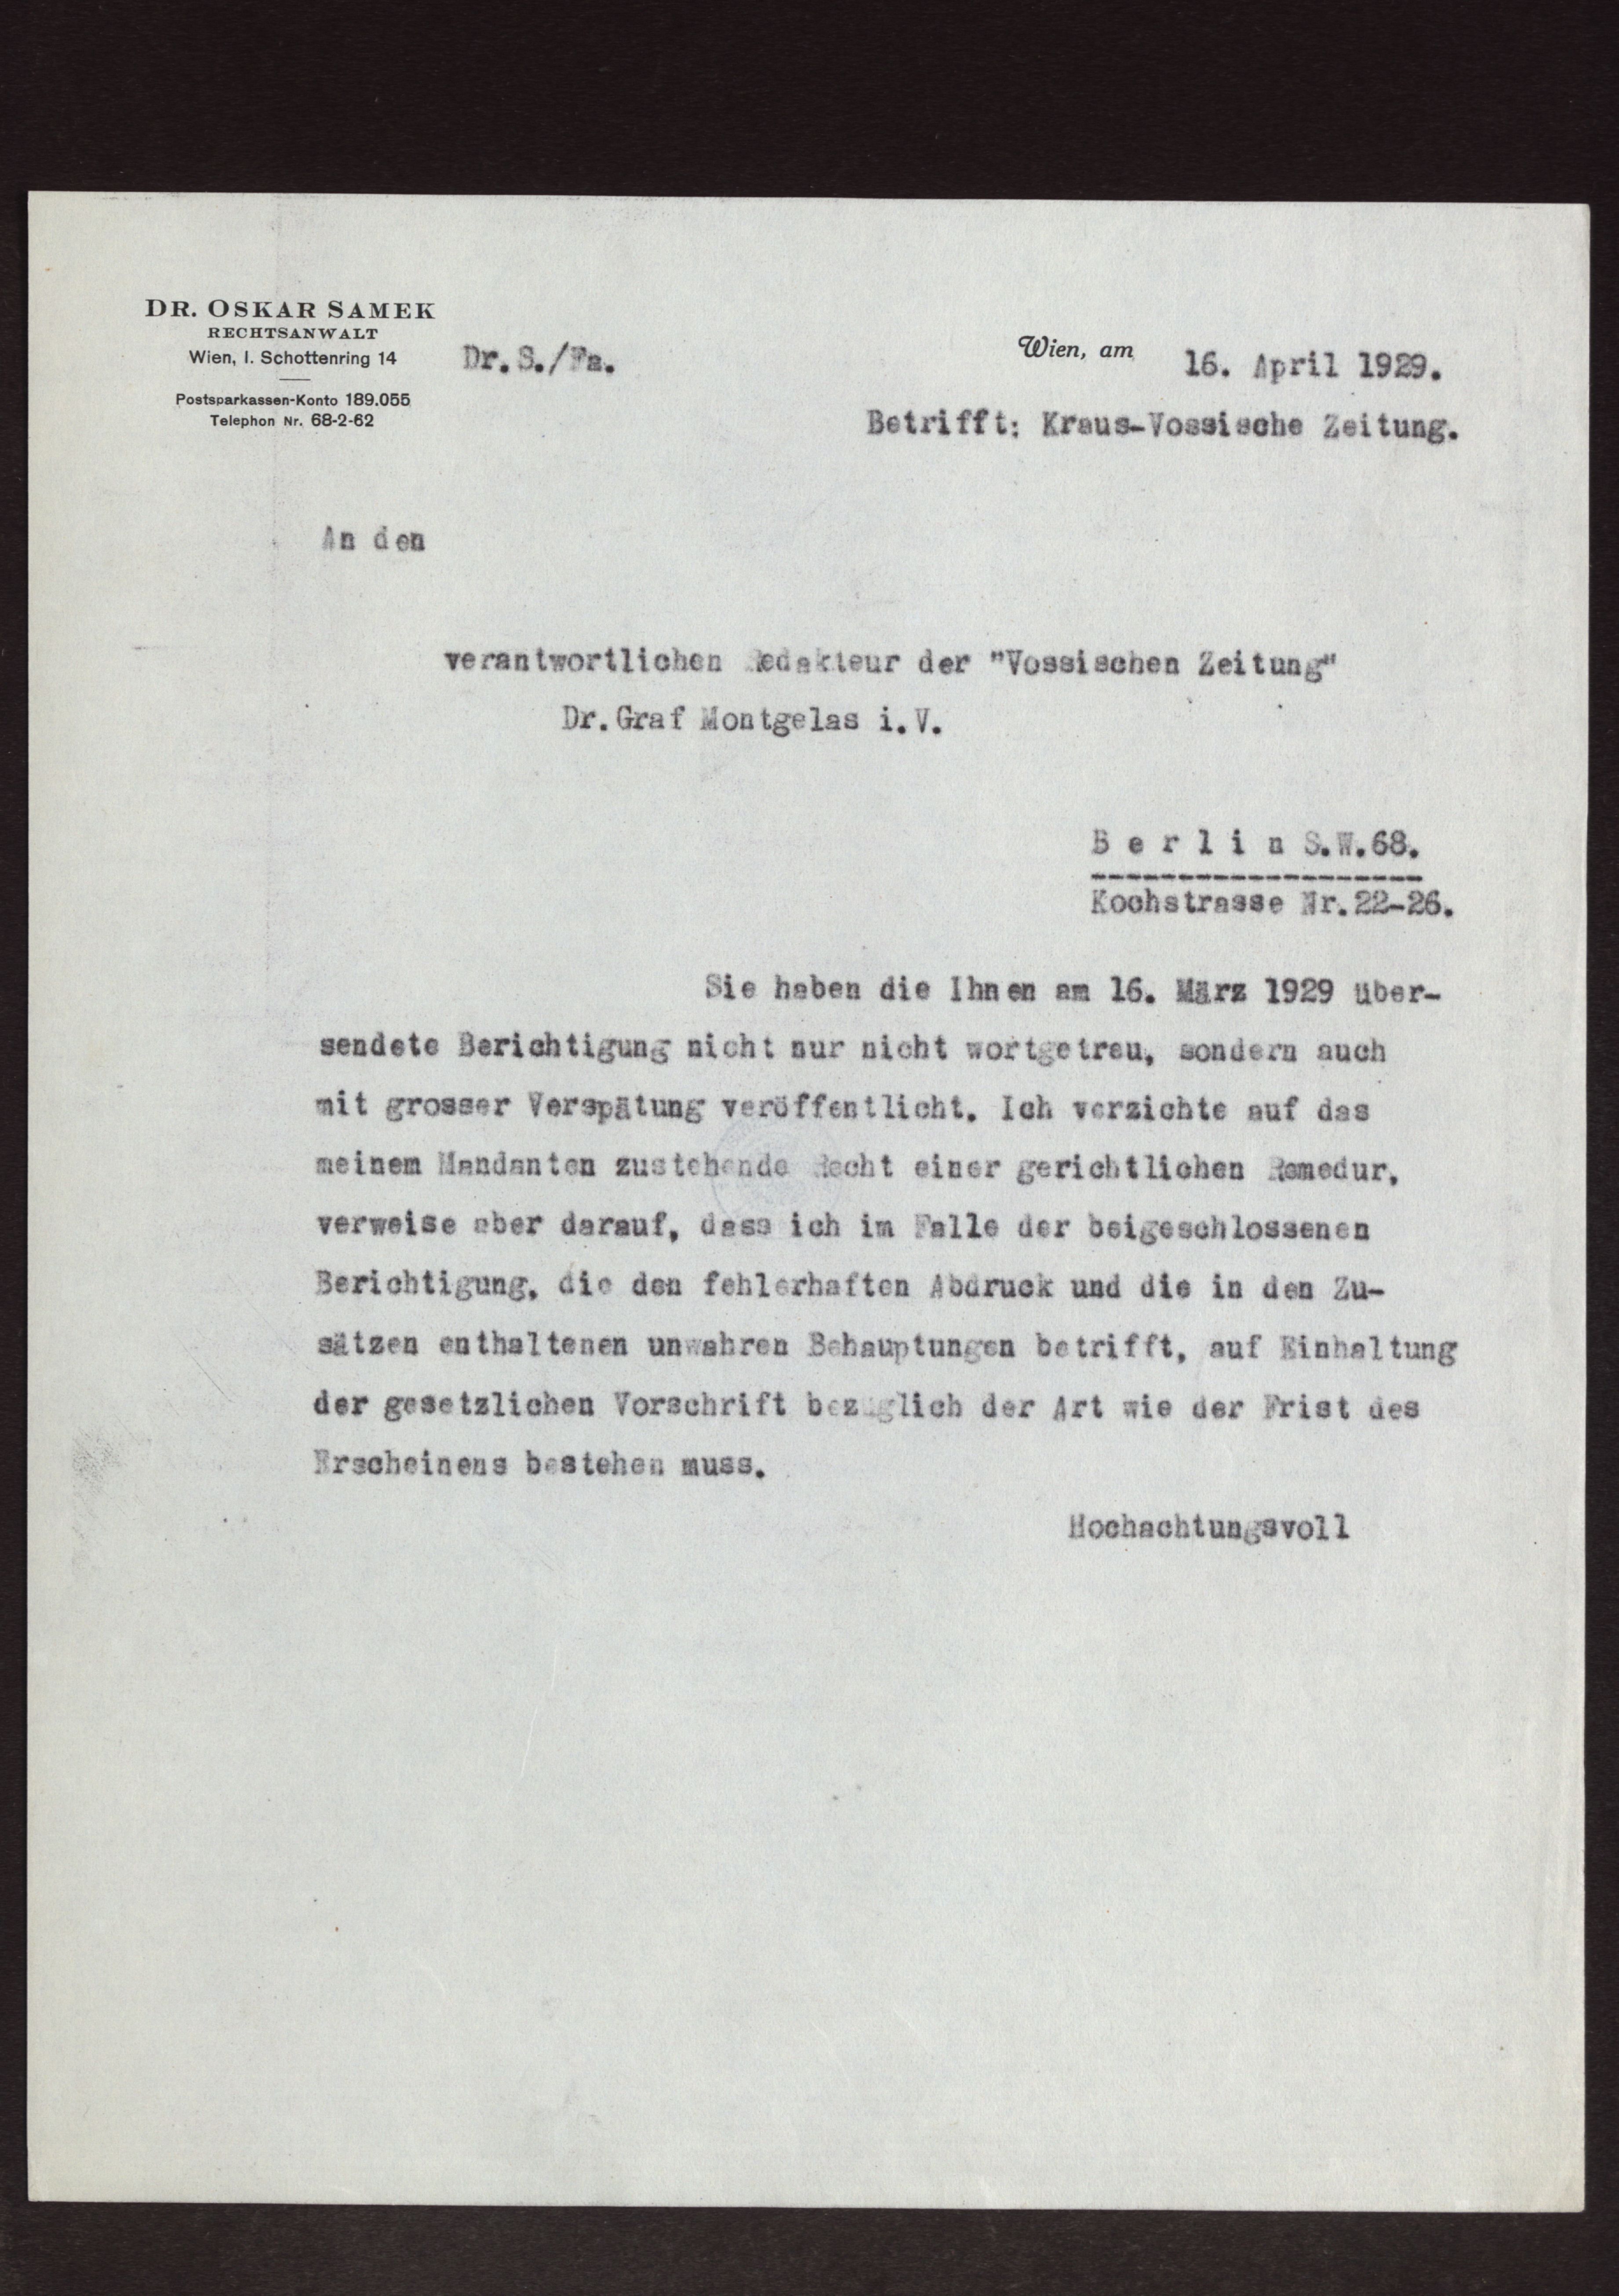 DR. OSKAR SAMEK
RECHTSANWALT
Wien, I. Schottenring 14
Postsparkassen-Konto 189.055
Telephon Nr. 68-2-62
Dr.S./Fa.
Wien, am 16. April 1929.
Betrifft: Kraus-Vossische Zeitung.
An den
verantwortlichen Redakteur der "Vossischen Zeitung"
Dr.Graf Montgelas i.V.
B e r l i n S.W.68.
Kochstrasse Nr.22-26.
Sie haben die Ihnen am 16. März 1929 über-
sendete Berichtigung nicht nur nicht wortgetreu, sondern auch
mit grosser Verspätung veröffentlicht. Ich verzichte auf das
meinem Mandanten zustehende Recht einer gerichtlichen Remedur,
verweise aber darauf, dass ich im Falle der beigeschlossenen
Berichtigung, die den fehlerhaften Abdruck und die in den Zu-
sätzen enthaltenen unwahren Behauptungen betrifft, auf Einhaltung
der gesetzlichen Vorschrift bezüglich der Art wie der Frist des
Erscheinens bestehen muss.
Hochachtungsvoll